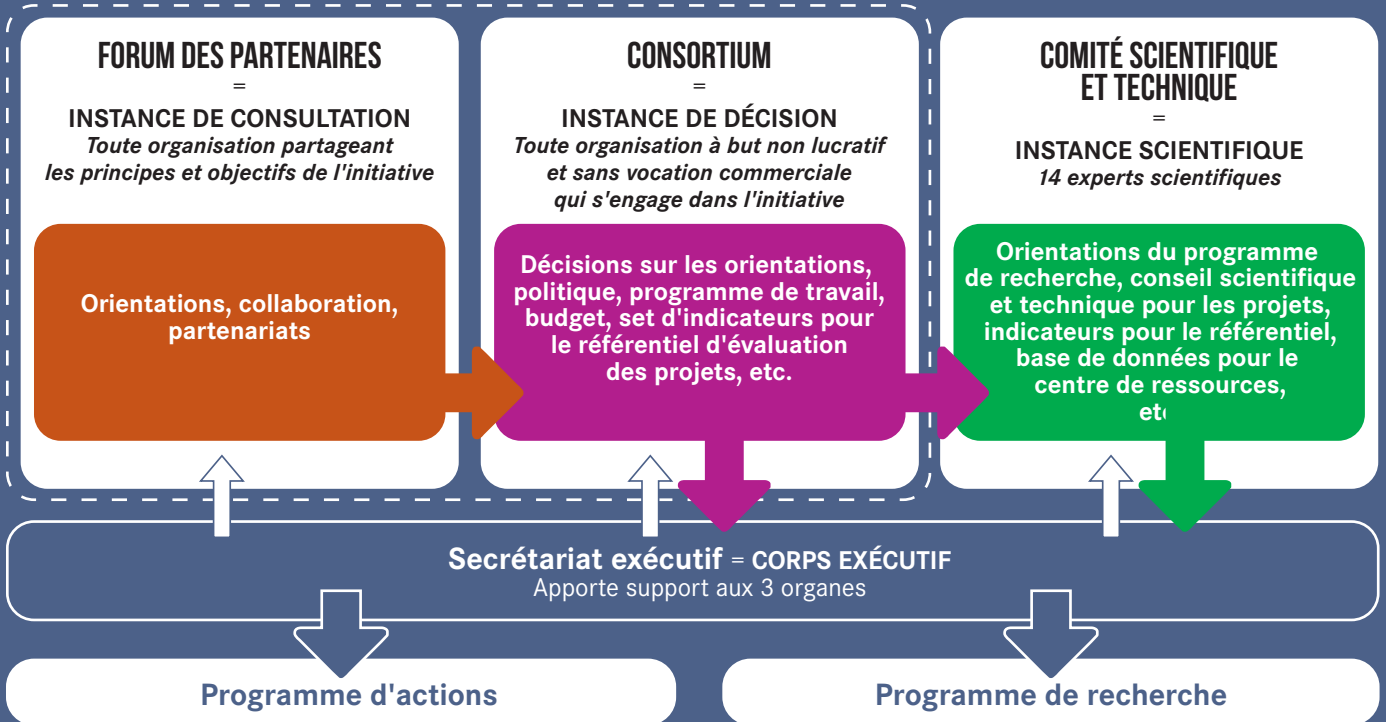 FORUM DES PARTENAIRES
=
INSTANCE DE CONSULTATION
Toute organisation partageant
les principes et objectifs de l'initiative
Orientations, collaboration,
partenariats
CONSORTIUM
=
INSTANCE DE DÉCISION
Toute organisation à but non lucratif
et sans vocation commerciale
qui s'engage dans l'initiative
Décisions sur les orientations,
politique, programme de travail,
budget, set d'indicateurs pour
le référentiel d'évaluation
des projets, etc.
COMITÉ SCIENTIFIQUE
ET TECHNIQUE
=
INSTANCE SCIENTIFIQUE
14 experts scientifiques
Orientations du programme
de recherche, conseil scientifique
et technique pour les projets,
indicateurs pour le référentiel,
base de données pour le
centre de ressources,
Secrétariat exécutif = CORPS EXÉCUTIF
Apporte support aux 3 organes
Programme d'actions
Programme de recherche